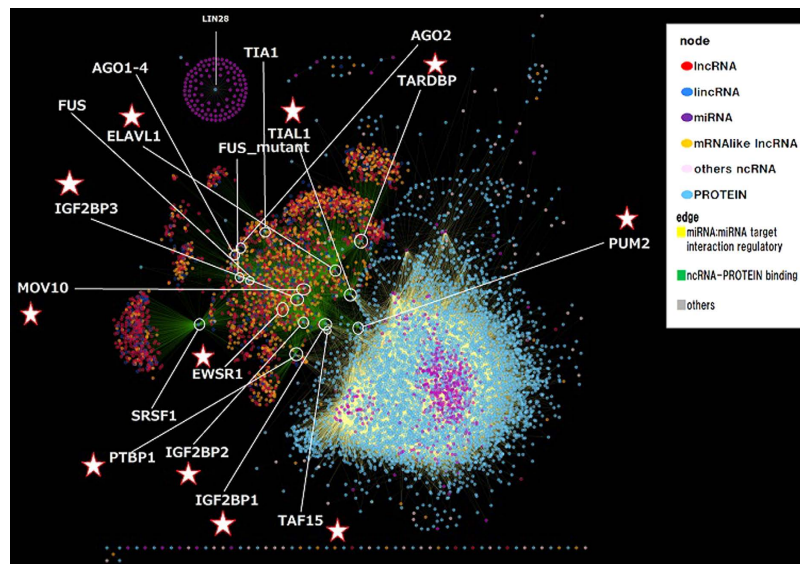 LIN28
AGO2
TIA1
AGO1-4
TARDBP
FUS
ELAVL1
TIAL1
FUS_mutant
IGF2BP3
PUM2
MOV10
EWSR1
SRSF1
PTBP1
IGF2BP2
IGF2BP1
TAF15
node
lncRNA
lincRNA
miRNA
mRNAlike lncRNA
others ncRNA
PROTEIN
edge
miRNA:miRNA target
interaction regulatory
ncRNA-PROTEIN binding
others